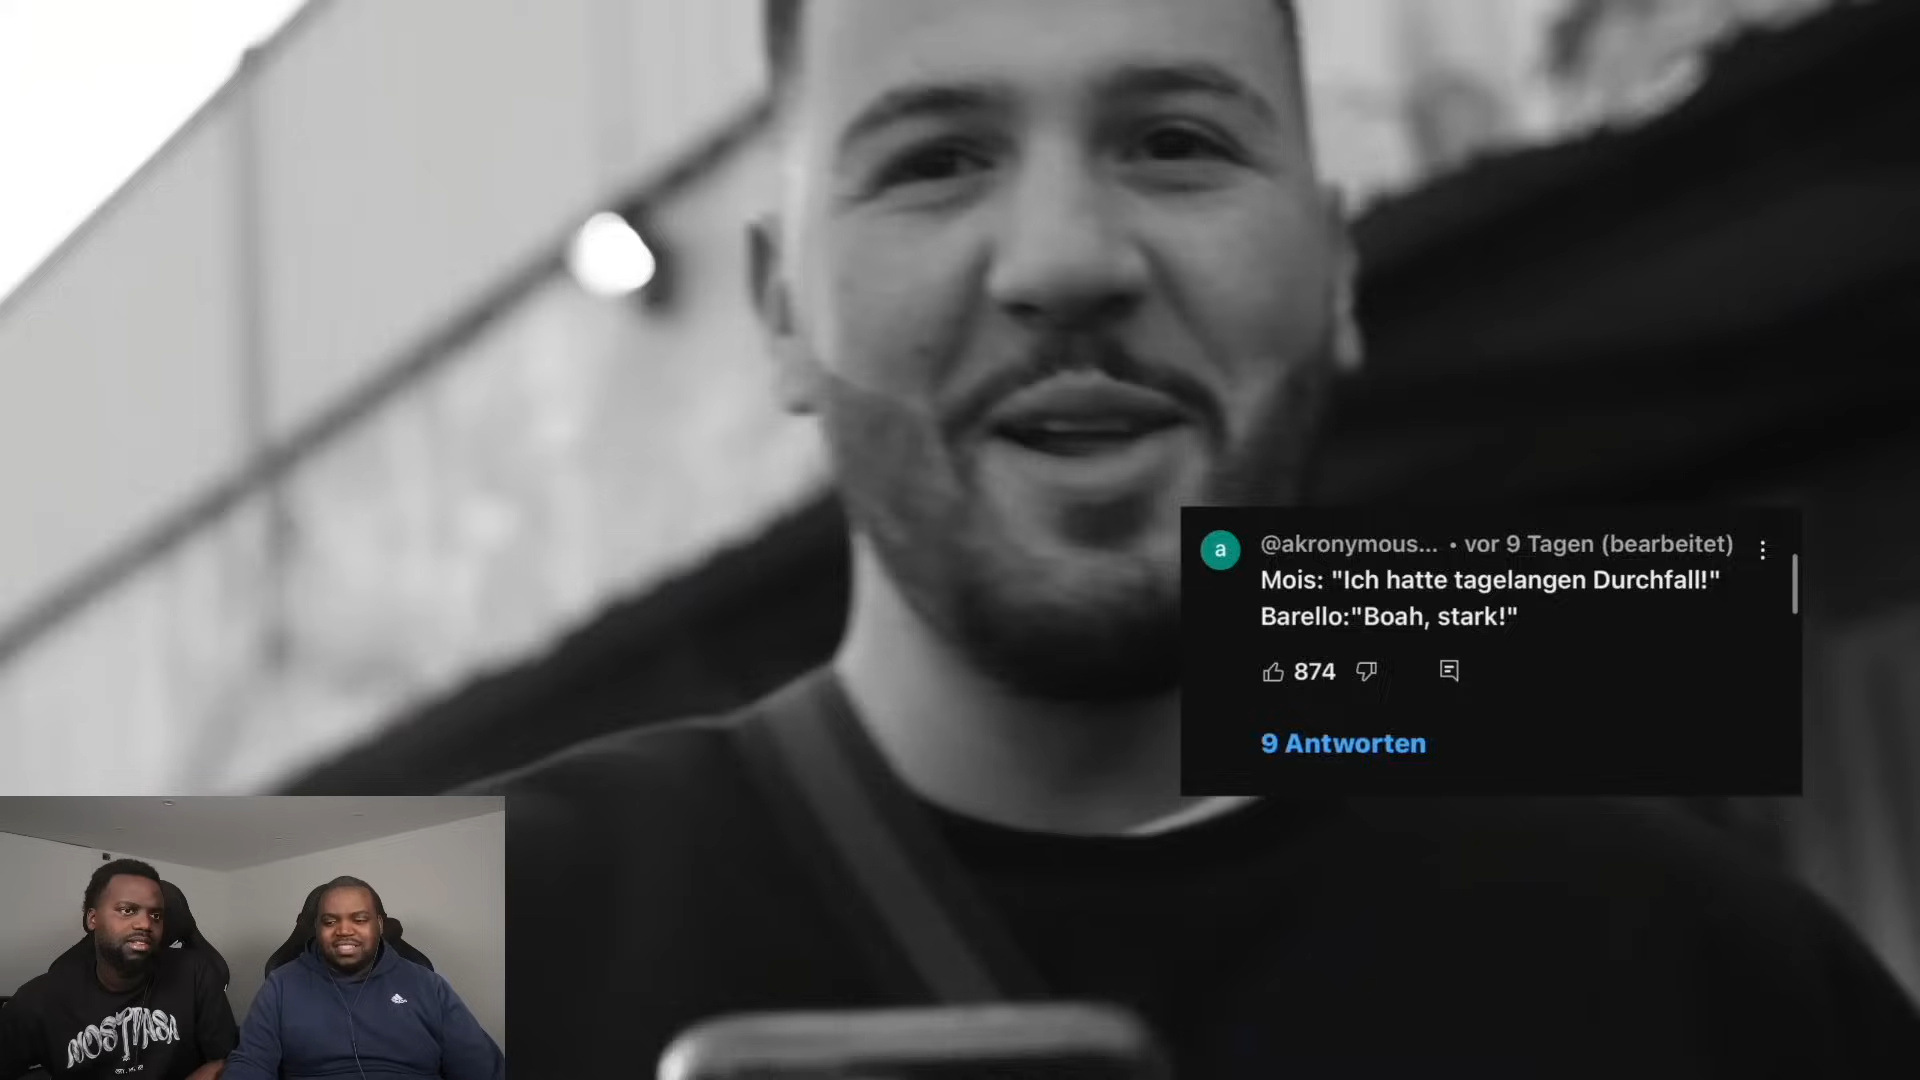 @akronymous... • vor 9 Tagen (bearbeitet)
Mois: "Ich hatte tagelangen Durchfall!"
Barello:"Boah, stark!"
874
9 Antworten